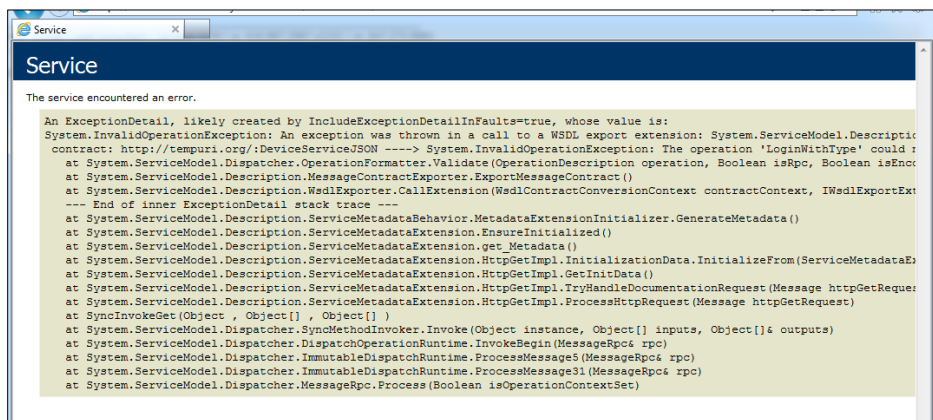 Service
Service
The service encountered an error.
An ExceptionDetail, likely created by IncludeExceptionDetailInFaults=true, whose value is:
System.InvalidOperationException: An exception was thrown in a call to a WSDL export extension: System.ServiceModel.Descriptio
contract: http://tempuri.org/:DeviceServiceJSON ----> System.InvalidOperationException: The operation 'LoginWithType' could
at System.ServiceModel.Dispatcher.OperationFormatter.Validate(OperationDescription operation, Boolean isRpc, Boolean isEnc
at System.ServiceModel.Description.MessageContractExporter.ExportMessageContract()
at System.ServiceModel.Description.WsdlExporter.CallExtension(WsdlContractConversionContext contractContext, IWsdlExportExt
--- End of inner ExceptionDetail stack trace ---
at System.ServiceModel.Description.ServiceMetadataBehavior.MetadataExtensionInitializer.GenerateMetadata()
at System.ServiceModel.Description.ServiceMetadataExtension.EnsureInitialized()
at System.ServiceModel.Description.ServiceMetadataExtension.get_Metadata()
at System.ServiceModel.Description.ServiceMetadataExtension.HttpGetImpl.InitializationData.InitializeFrom(ServiceMetadataEx
at System.ServiceModel.Description.ServiceMetadataExtension.HttpGetImpl.GetInitData()
at System.ServiceModel.Description.ServiceMetadataExtension.HttpGetImpl.TryHandleDocumentationRequest(Message httpGetReques
at System.ServiceModel.Description.ServiceMetadataExtension.HttpGetImpl.ProcessHttpRequest(Message httpGetRequest)
at SyncInvokeGet(Object , Object[] , Object[] )
at System.ServiceModel.Dispatcher.SyncMethodInvoker.Invoke(Object instance, Object[] inputs, Object[]& outputs)
at System.ServiceModel.Dispatcher.DispatchOperationRuntime.InvokeBegin(MessageRpc& rpc)
at System.ServiceModel.Dispatcher.ImmutableDispatchRuntime.ProcessMessage5(MessageRpc& rpc)
at System.ServiceModel.Dispatcher.ImmutableDispatchRuntime.ProcessMessage31(MessageRpc& rpc)
at System.ServiceModel.Dispatcher.MessageRpc.Process(Boolean isOperationContextSet)